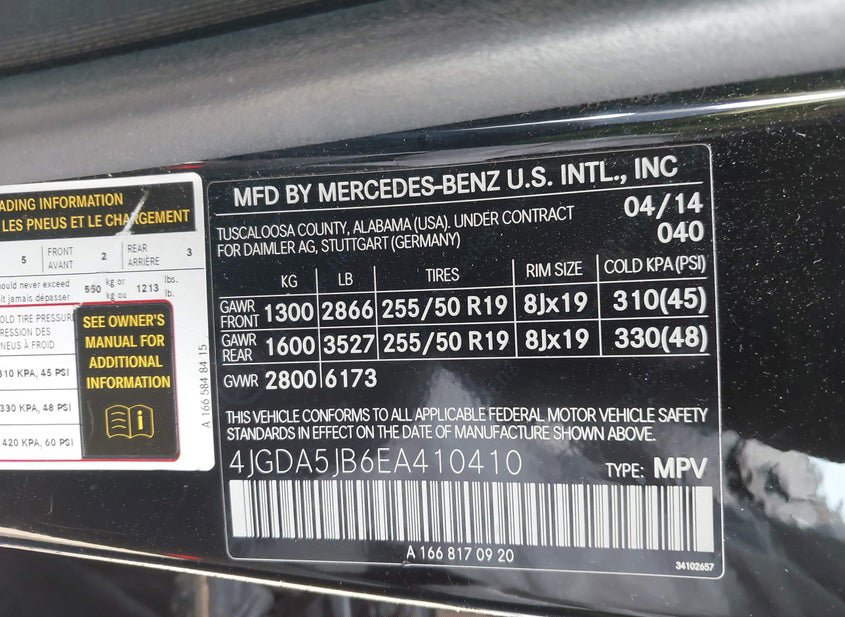 ADING INFORMATION
LES PNEUS ET LE CHARGEMENT
5 FRONT AVANT 2 REAR ARRIÈRE 3
hould never exceed 550 kg or 1213 lbs.
it jamais dépasser kg ou lb.
OLD TIRE PRESSURE
PRESSION DES
NEUS À FROID
310 KPA, 45 PSI
330 KPA, 48 PSI
420 KPA, 60 PSI
SEE OWNER'S
MANUAL FOR
ADDITIONAL
INFORMATION
A 166 584 84 15
MFD BY MERCEDES-BENZ U.S. INTL., INC
TUSCALOOSA COUNTY, ALABAMA (USA). UNDER CONTRACT 04/14
FOR DAIMLER AG, STUTTGART (GERMANY) 040
KG LB TIRES RIM SIZE COLD KPA(PSI)
GAWR FRONT 1300 2866 255/50 R19 8Jx19 310(45)
GAWR REAR 1600 3527 255/50 R19 8Jx19 330(48)
GVWR 2800 6173
THIS VEHICLE CONFORMS TO ALL APPLICABLE FEDERAL MOTOR VEHICLE SAFETY
STANDARDS IN EFFECT ON THE DATE OF MANUFACTURE SHOWN ABOVE.
4JGDA5JB6EA410410 TYPE: MPV
A 166 817 09 20
34102657